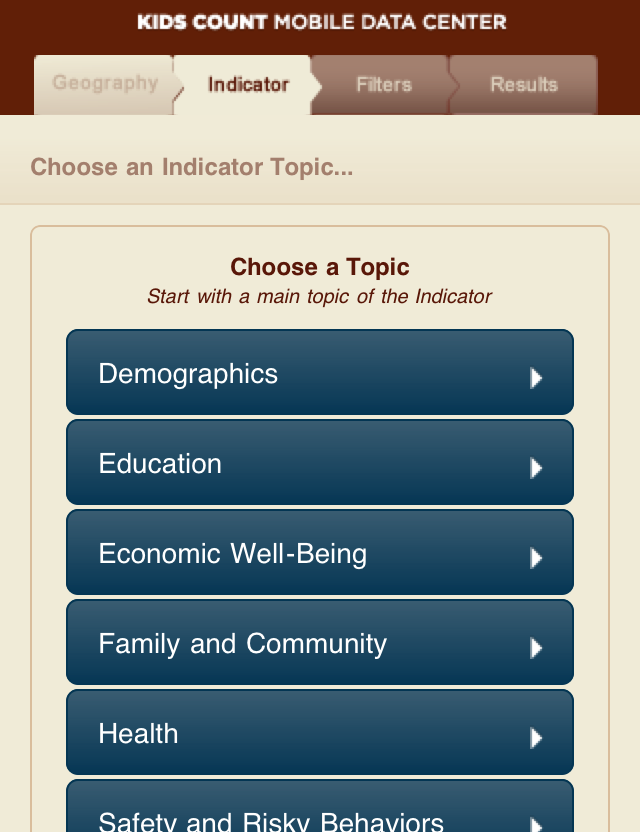 KIDS COUNT MOBILE DATA CENTER
Geography Indicator Filters Results
Choose an Indicator Topic...
Choose a Topic
Start with a main topic of the Indicator
Demographics
Education
Economic Well-Being
Family and Community
Health
Safety and Risky Behaviors